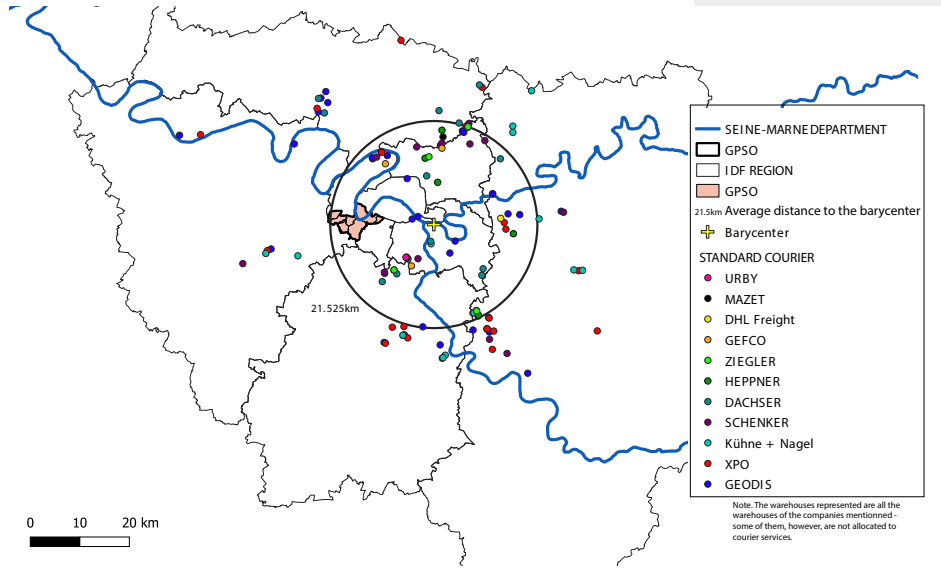 SEINE-MARNE DEPARTMENT
GPSO
IDF REGION
GPSO
21.5km Average distance to the barycenter
Barycenter
STANDARD COURIER
URBY
MAZET
DHL Freight
GEFCO
ZIEGLER
HEPPNER
DACHSER
SCHENKER
Kühne + Nagel
XPO
GEODIS
21.525km
Note. The warehouses represented are all the
warehouses of the companies mentionned -
some of them, however, are not allocated to
courier services.
0 10 20 km